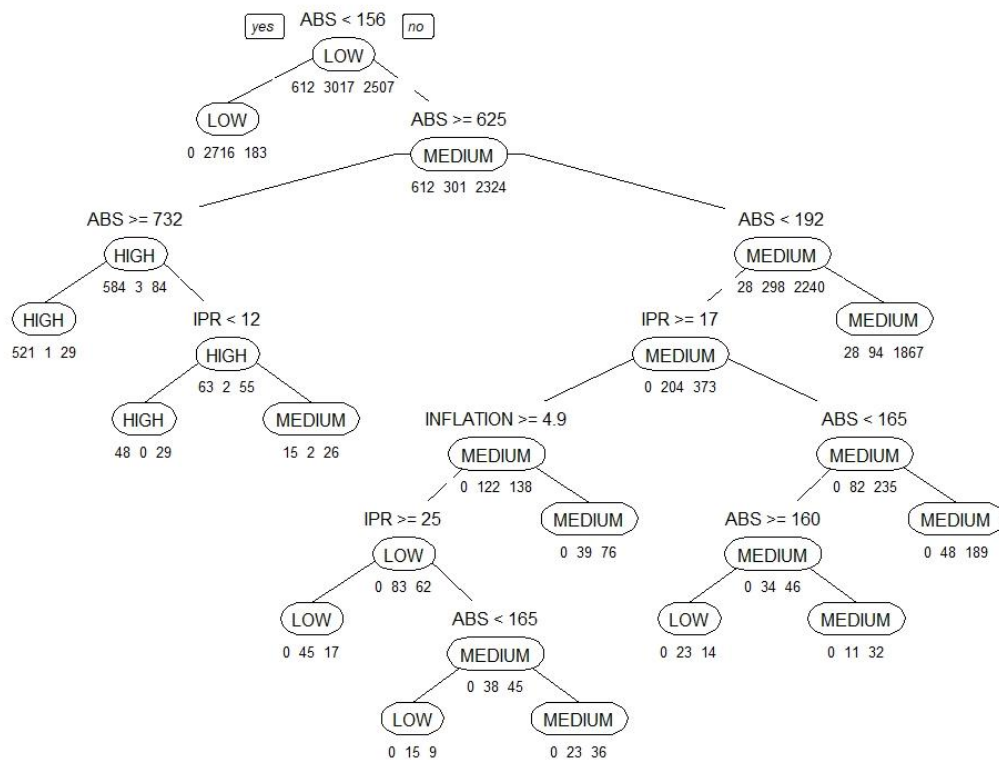 yes ABS < 156 no
LOW
612 3017 2507
LOW ABS >= 625
0 2716 183 MEDIUM
612 301 2324
ABS >= 732 ABS < 192
HIGH MEDIUM
584 3 84 28 298 2240
HIGH IPR < 12 IPR >= 17 MEDIUM
521 1 29 HIGH MEDIUM 28 94 1867
63 2 55 0 204 373
HIGH MEDIUM INFLATION >= 4.9 ABS < 165
48 0 29 15 2 26 MEDIUM MEDIUM
0 122 138 0 82 235
IPR >= 25 MEDIUM ABS >= 160 MEDIUM
LOW 0 39 76 MEDIUM 0 48 189
0 83 62 0 34 46
LOW ABS < 165 LOW MEDIUM
0 45 17 MEDIUM 0 23 14 0 11 32
0 38 45
LOW MEDIUM
0 15 9 0 23 36